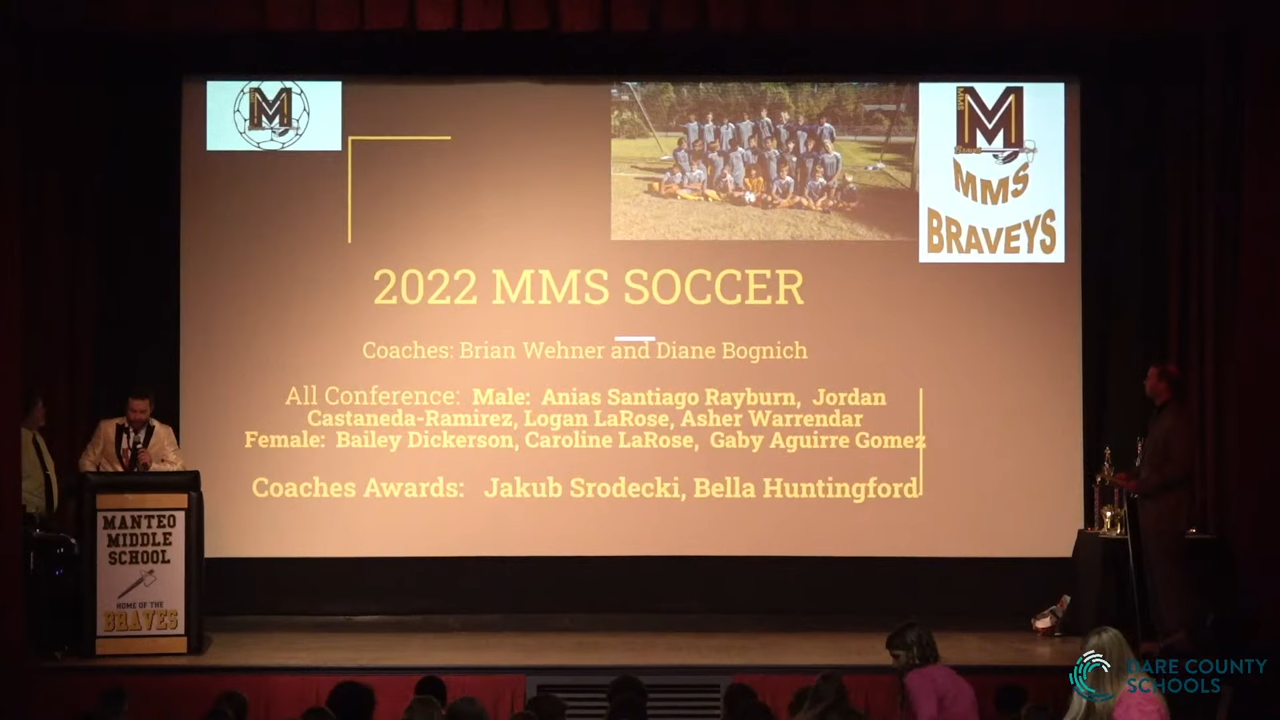 M
MMS
M
MMS
BRAVEYS
2022 MMS SOCCER
Coaches: Brian Wehner and Diane Bognich
All Conference: Male: Anias Santiago Rayburn, Jordan
Castaneda-Ramirez, Logan LaRose, Asher Warrendar
Female: Bailey Dickerson, Caroline LaRose, Gaby Aguirre Gomez
Coaches Awards: Jakub Srodecki, Bella Huntingford
MANTEO
MIDDLE
SCHOOL
HOME OF THE
BRAVES
DARE COUNTY
SCHOOLS